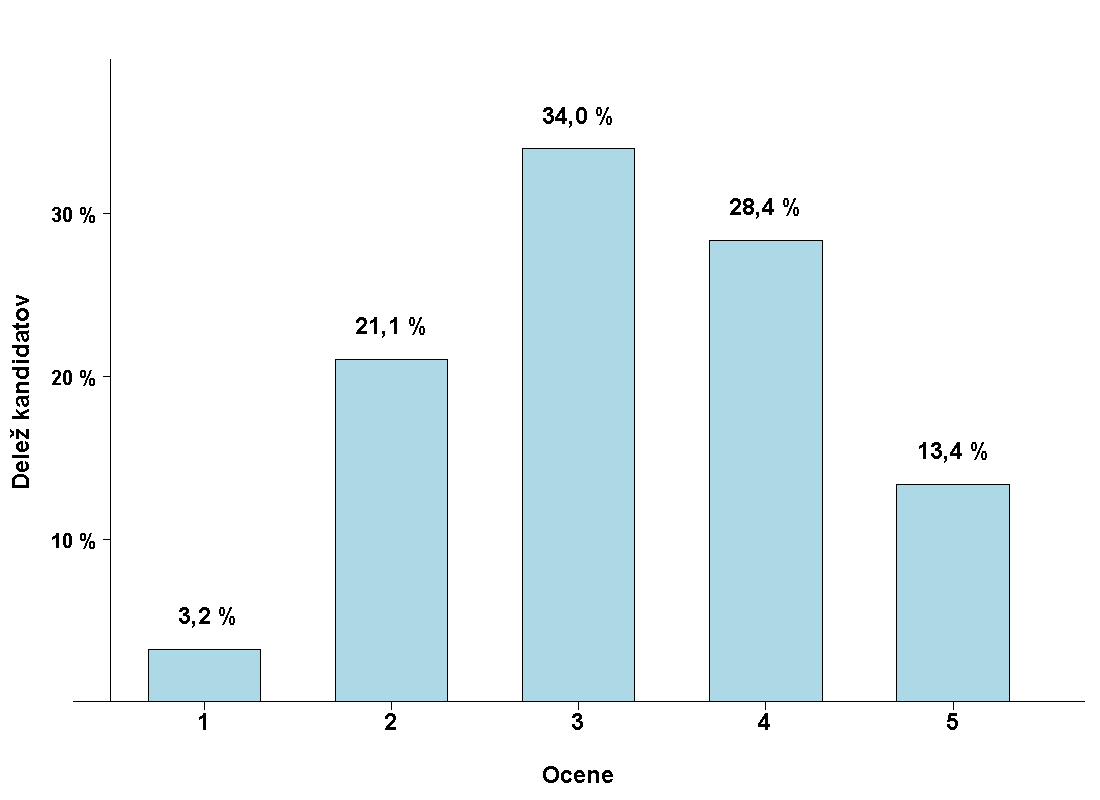 34,0 %
28,4 %
21,1 %
13,4 %
3,2 %
30 %
20 %
10 %
Delež kandidatov
1 2 3 4 5
Ocene